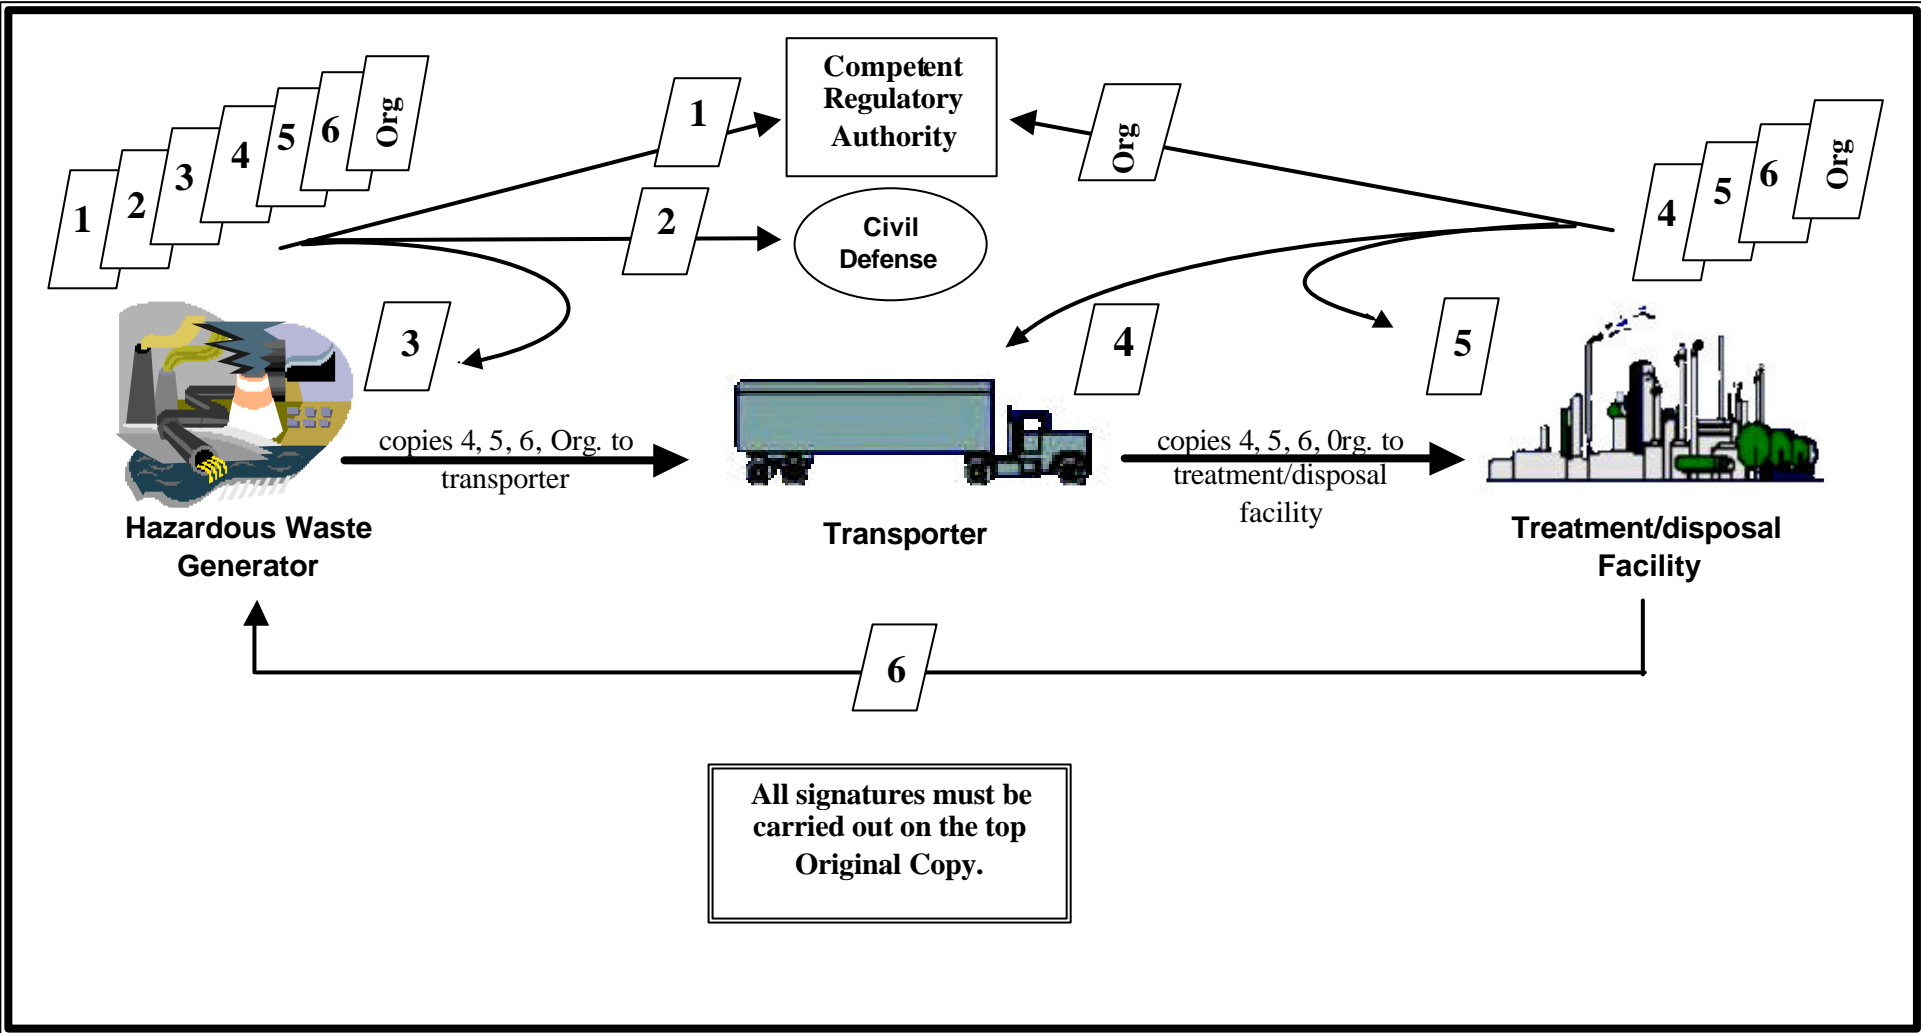 1
2
3
4
5
6
Org
1
Competent
Regulatory
Authority
Org
4
5
6
Org
2
Civil
Defense
3
4
5
copies 4, 5, 6, Org. to
transporter
copies 4, 5, 6, 0rg. to
treatment/disposal
facility
Hazardous Waste
Generator
Transporter
Treatment/disposal
Facility
6
All signatures must be
carried out on the top
Original Copy.